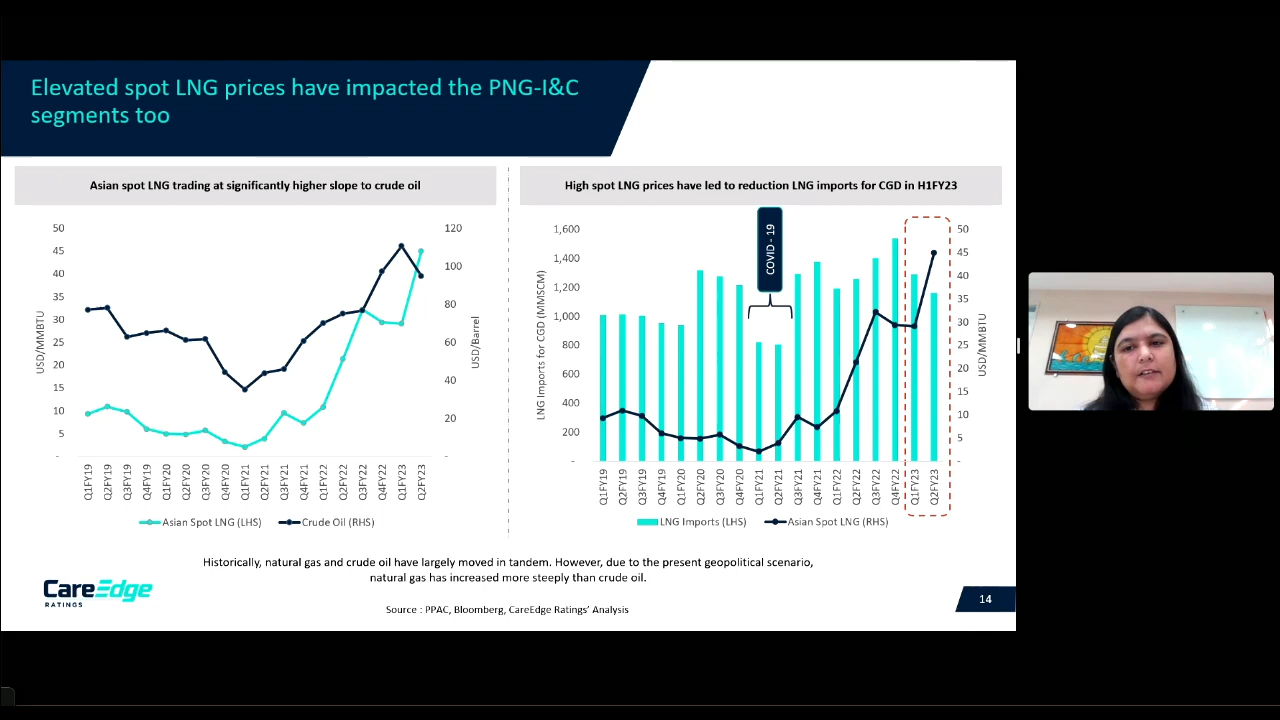 Elevated spot LNG prices have impacted the PNG-I&C
segments too
Asian spot LNG trading at significantly higher slope to crude oil
50
45
40
35
30
25
20
15
10
5
-
USD/MMBTU
120
100
80
60
40
20
-
USD/Barrel
Q1FY19
Q2FY19
Q3FY19
Q4FY19
Q1FY20
Q2FY20
Q3FY20
Q4FY20
Q1FY21
Q2FY21
Q3FY21
Q4FY21
Q1FY22
Q2FY22
Q3FY22
Q4FY22
Q1FY23
Q2FY23
Asian Spot LNG (LHS)
Crude Oil (RHS)
High spot LNG prices have led to reduction LNG imports for CGD in H1FY23
COVID - 19
1,600
1,400
1,200
1,000
800
600
400
200
-
LNG Imports for CGD (MMSCM)
50
45
40
35
30
25
20
15
10
5
-
USD/MMBTU
Q1FY19
Q2FY19
Q3FY19
Q4FY19
Q1FY20
Q2FY20
Q3FY20
Q4FY20
Q1FY21
Q2FY21
Q3FY21
Q4FY21
Q1FY22
Q2FY22
Q3FY22
Q4FY22
Q1FY23
Q2FY23
LNG Imports (LHS)
Asian Spot LNG (RHS)
Historically, natural gas and crude oil have largely moved in tandem. However, due to the present geopolitical scenario,
natural gas has increased more steeply than crude oil.
CareEdge
RATINGS
Source : PPAC, Bloomberg, CareEdge Ratings' Analysis
14